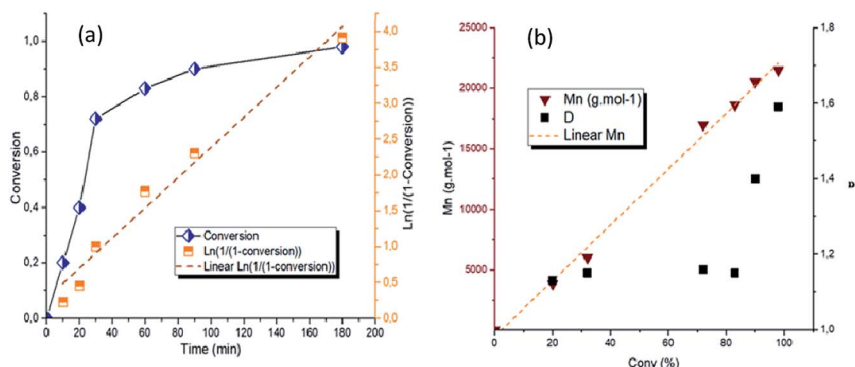 (a)
1,0
0,8
0,6
0,4
0,2
0,0
Conversion
0 20 40 60 80 100 120 140 160 180 200
Time (min)
4,0
3,5
3,0
2,5
2,0
1,5
1,0
0,5
0,0
Ln(1/(1-Conversion))
Conversion
Ln(1/(1-conversion))
Linear Ln(1/(1-conversion))
(b)
25000
20000
15000
10000
5000
Mn (g.mol-1)
0 20 40 60 80 100
Conv (%)
1,8
1,6
1,4
1,2
1,0
D
Mn (g.mol-1)
D
Linear Mn